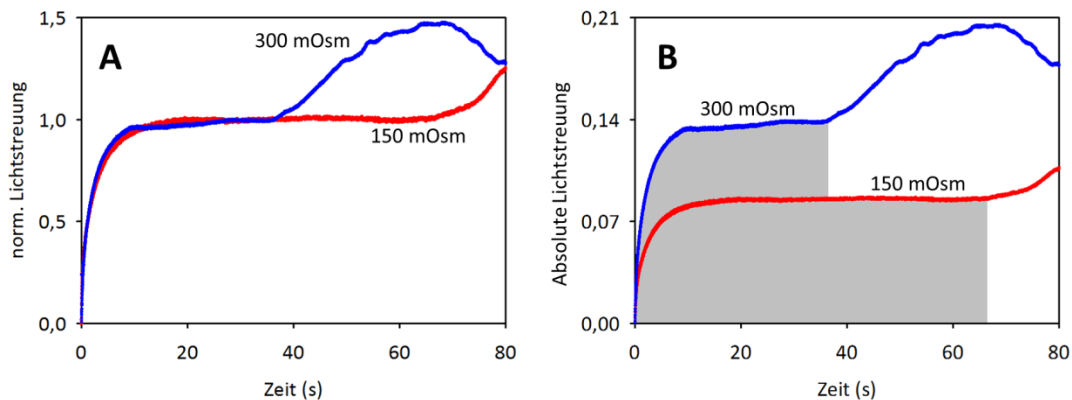 A
300 mOsm
150 mOsm
norm. Lichtstreuung
1,5
1,0
0,5
0,0
0 20 40 60 80
Zeit (s)
B
300 mOsm
150 mOsm
Absolute Lichtstreuung
0,21
0,14
0,07
0,00
0 20 40 60 80
Zeit (s)